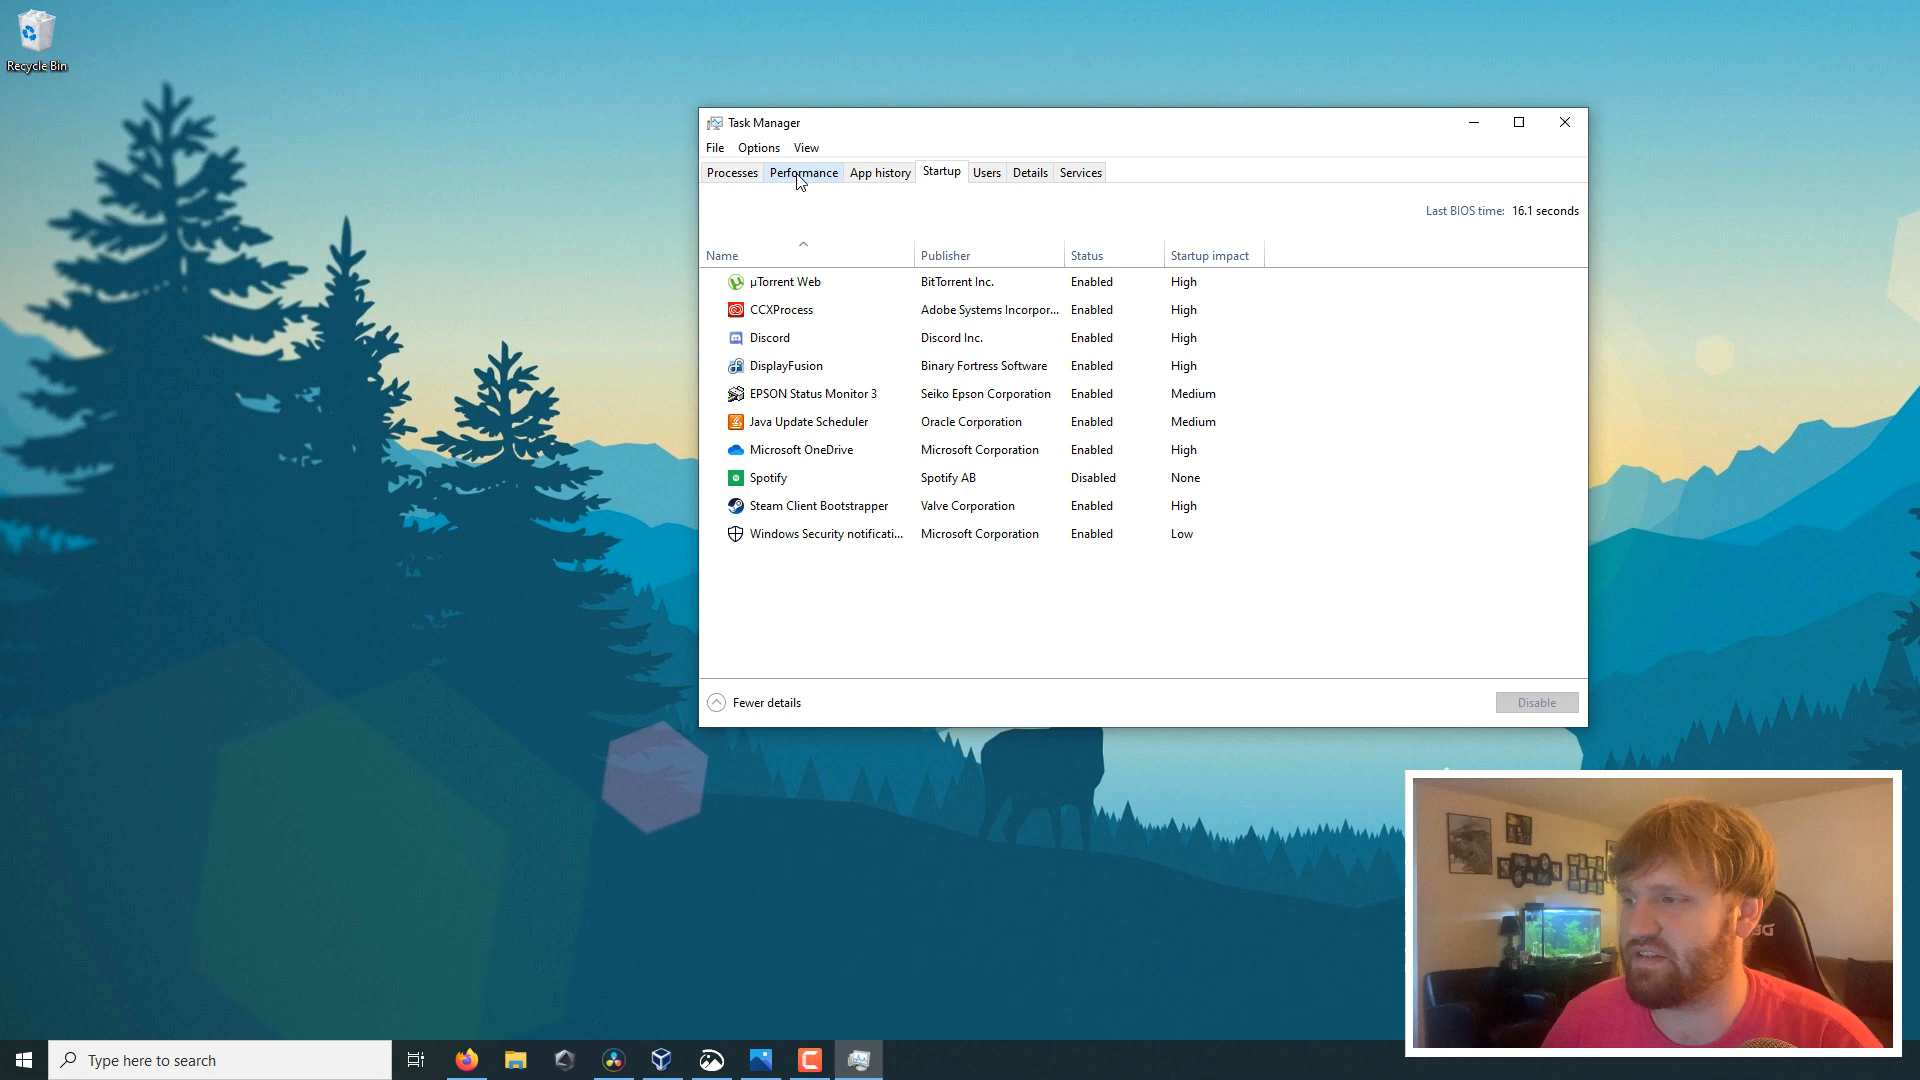 Recycle Bin
Task Manager
File Options View
Processes Performance App history Startup Users Details Services
Last BIOS time: 16.1 seconds
Name Publisher Status Startup impact
µTorrent Web BitTorrent Inc. Enabled High
CCXProcess Adobe Systems Incorpor... Enabled High
Discord Discord Inc. Enabled High
DisplayFusion Binary Fortress Software Enabled High
EPSON Status Monitor 3 Seiko Epson Corporation Enabled Medium
Java Update Scheduler Oracle Corporation Enabled Medium
Microsoft OneDrive Microsoft Corporation Enabled High
Spotify Spotify AB Disabled None
Steam Client Bootstrapper Valve Corporation Enabled High
Windows Security notificati... Microsoft Corporation Enabled Low
Fewer details Disable
Type here to search